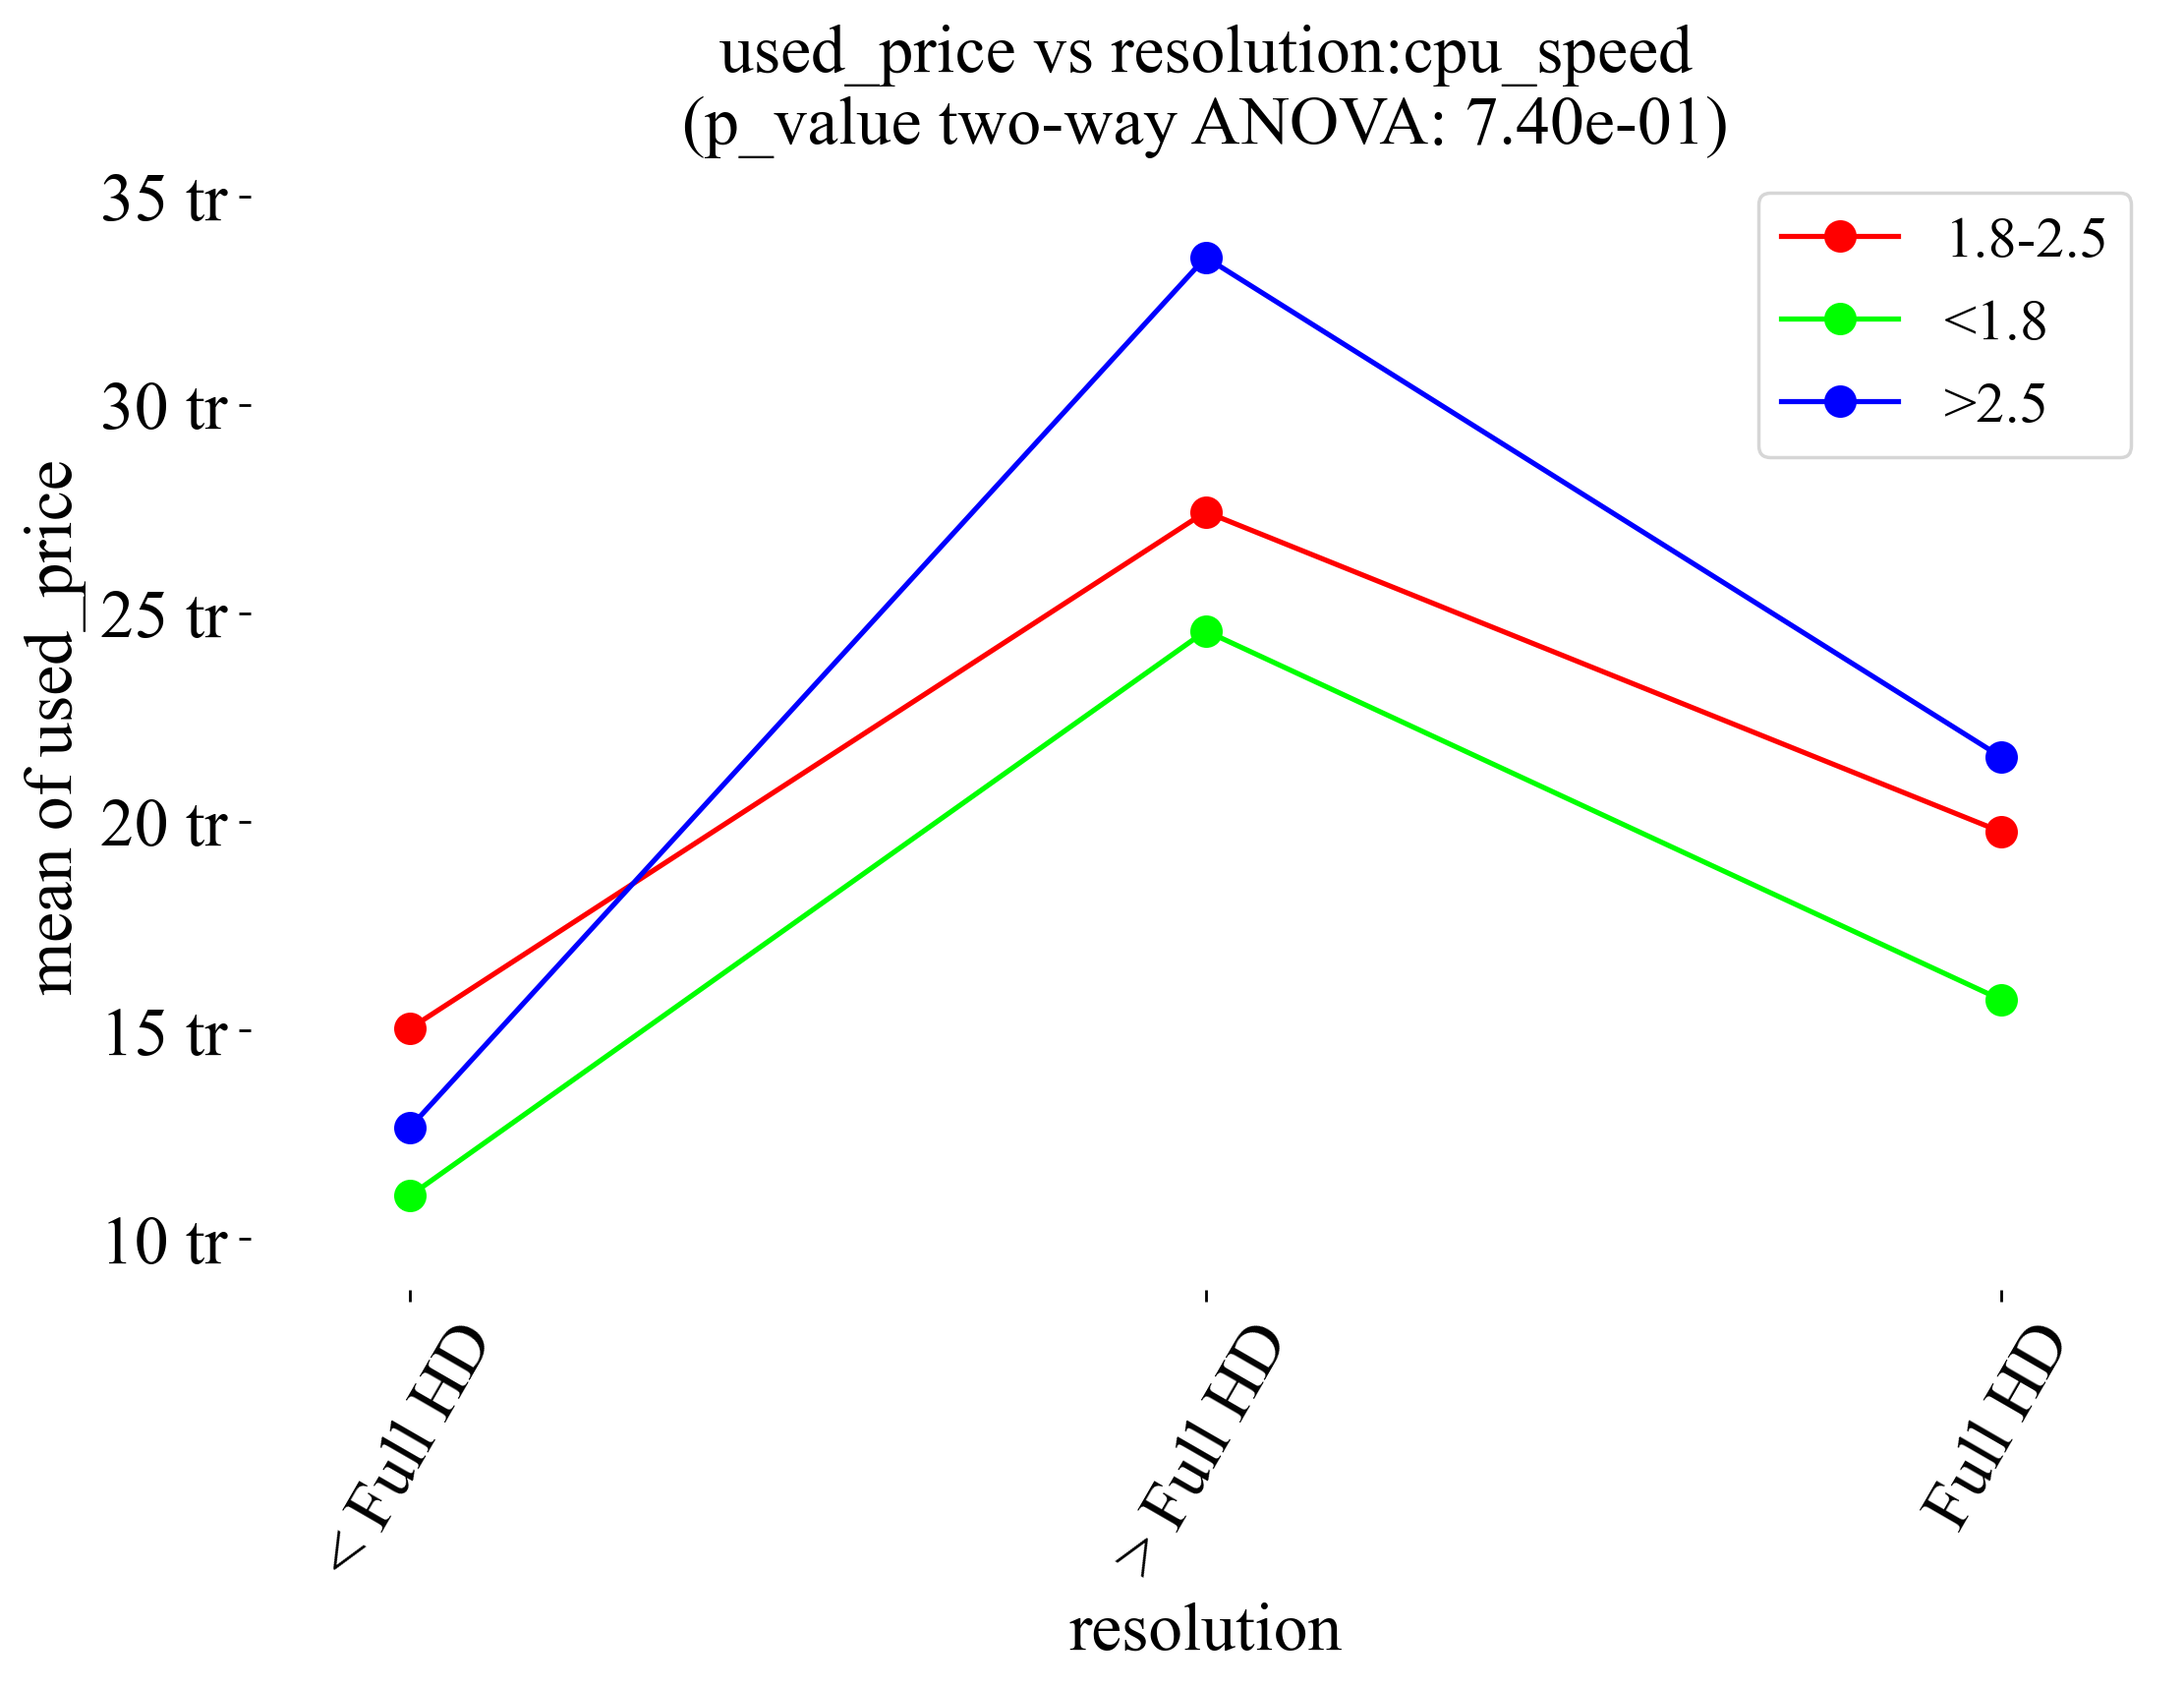 used_price vs resolution:cpu_speed
(p_value two-way ANOVA: 7.40e-01)
35 tr
30 tr
25 tr
20 tr
15 tr
10 tr
mean of used_price
1.8-2.5
<1.8
>2.5
< Full HD
> Full HD
Full HD
resolution